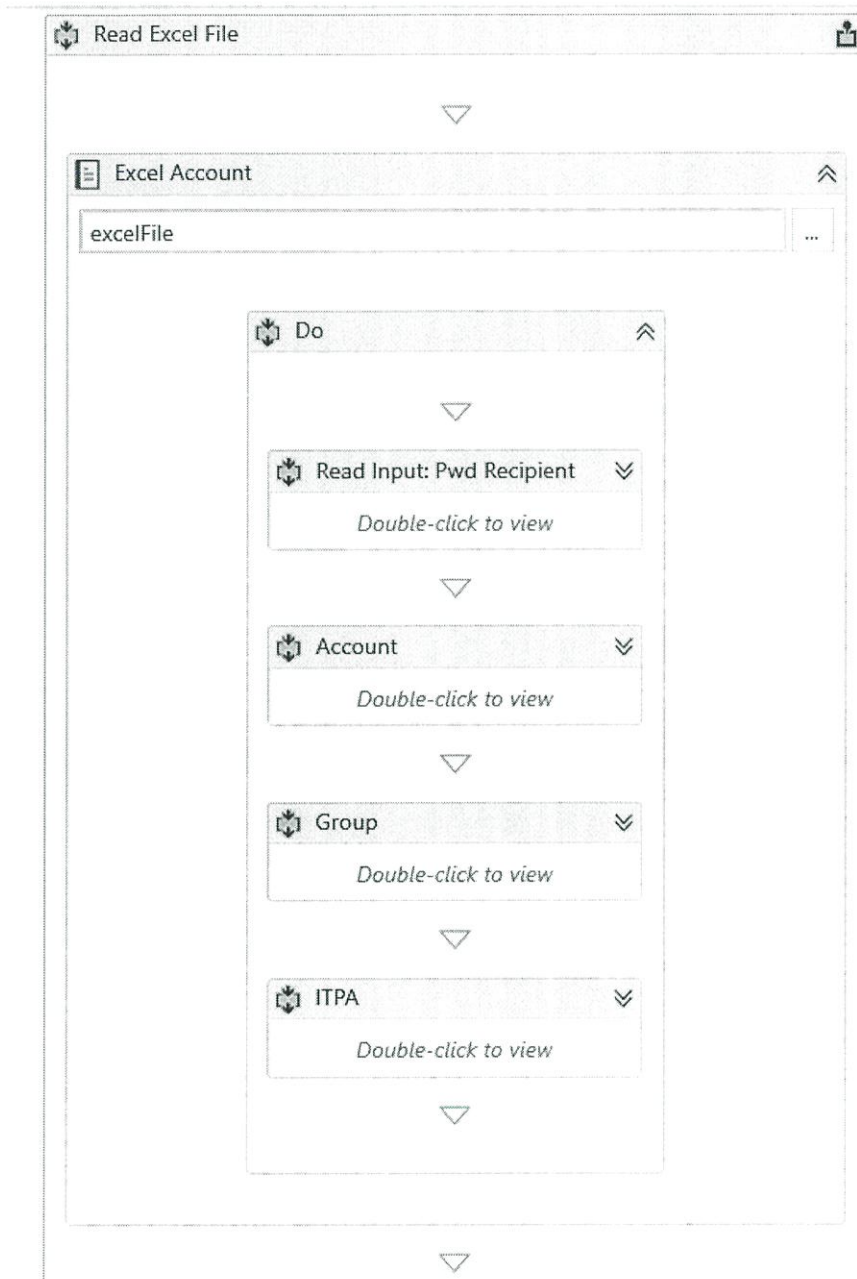 Read Excel File
Excel Account
excelFile
...
Do
Read Input: Pwd Recipient
Double-click to view
Account
Double-click to view
Group
Double-click to view
ITPA
Double-click to view